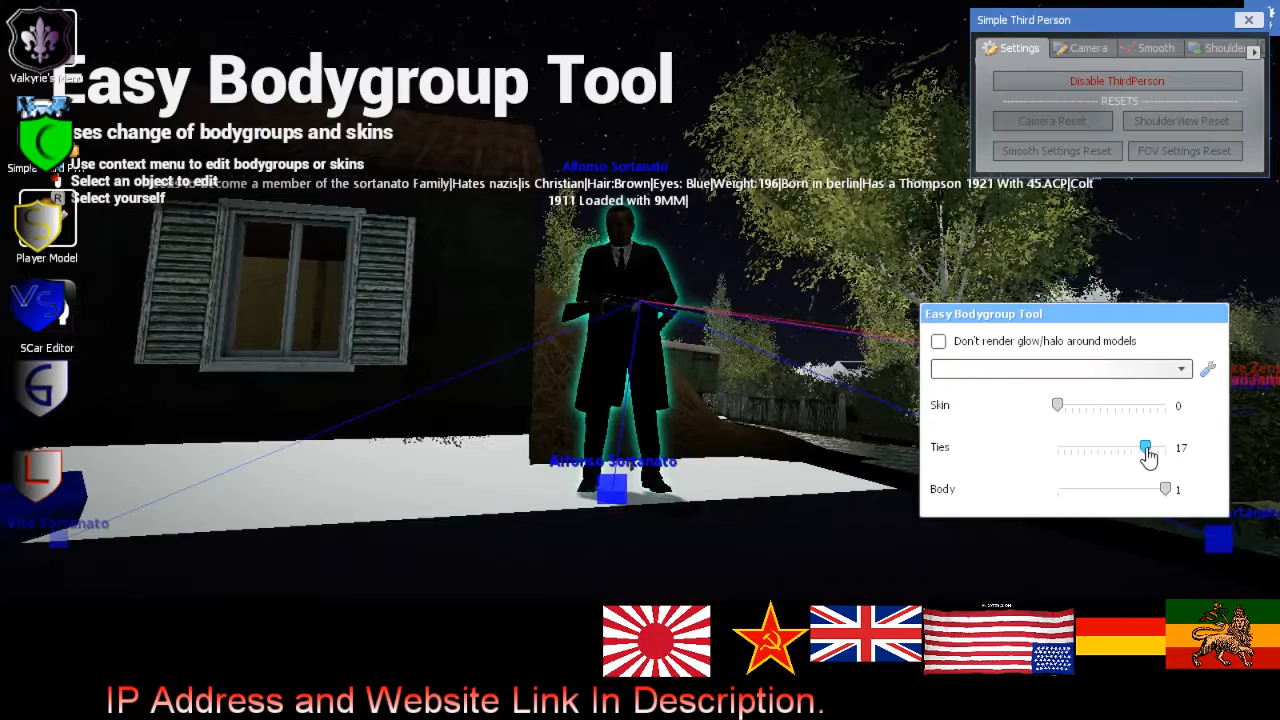 Simple Third Person
Settings
Camera
Smooth
Shoulder
Disable ThirdPerson
RESETS
Camera Reset
ShoulderView Reset
Smooth Settings Reset
FOV Settings Reset
Valkyrie's Menu
Easy Bodygroup Tool
ses change of bodygroups and skins
Use context menu to edit bodygroups or skins
Select an object to edit
R Select yourself
Alfonso Sortanato
become a member of the sortanato Family|Hates nazis|is Christian|Hair:Brown|Eyes: Blue|Weight:196|Born in berlin|Has a Thompson 1921 With 45.ACP|Colt
1911 Loaded with 9MM|
S
Player Model
VS
SCar Editor
G
L
Easy Bodygroup Tool
Don't render glow/halo around models
Skin 0
Ties 17
Body 1
Alfonso Sortanato
Vito Sortanato
IP Address and Website Link In Description.